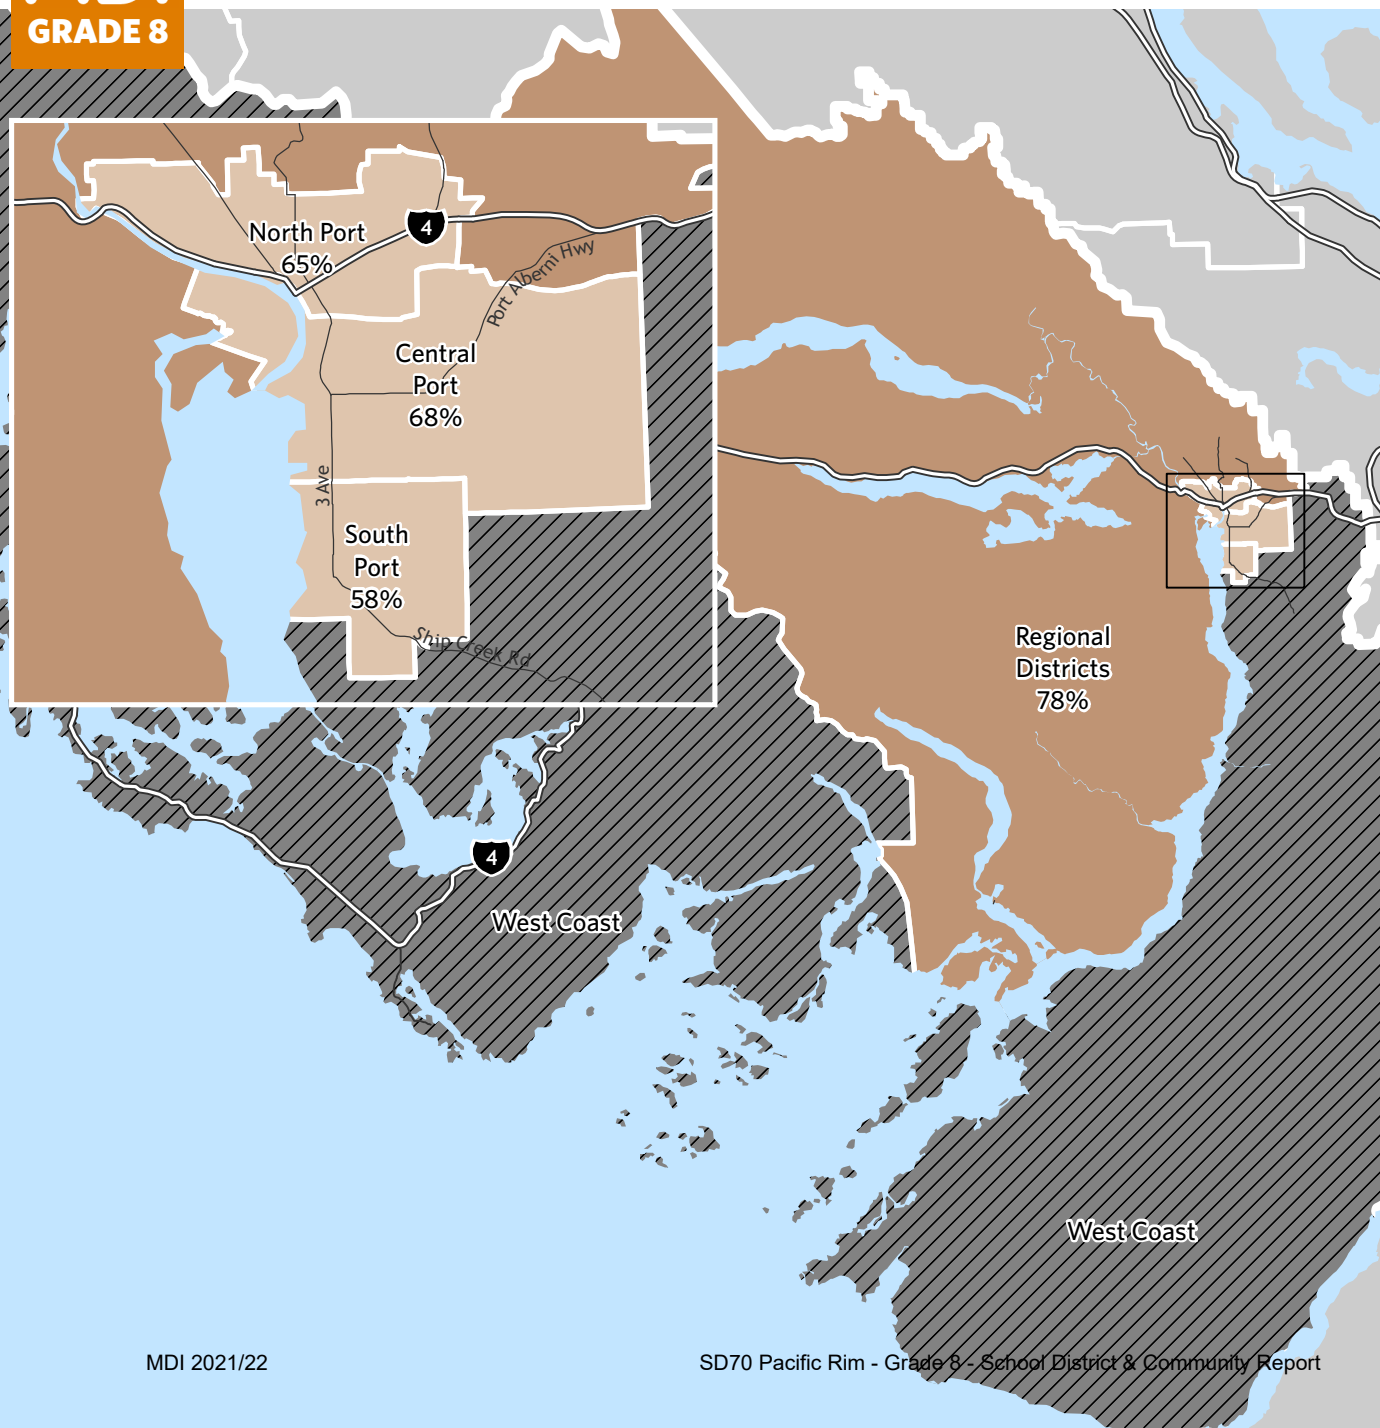 GRADE 8
North Port
65%
4
Port Alberni Hwy
Central
Port
68%
3 Ave
South
Port
58%
Ship Creek Rd
Regional
Districts
78%
4
West Coast
West Coast
MDI 2021/22
SD70 Pacific Rim - Grade 8 - School District & Community Report